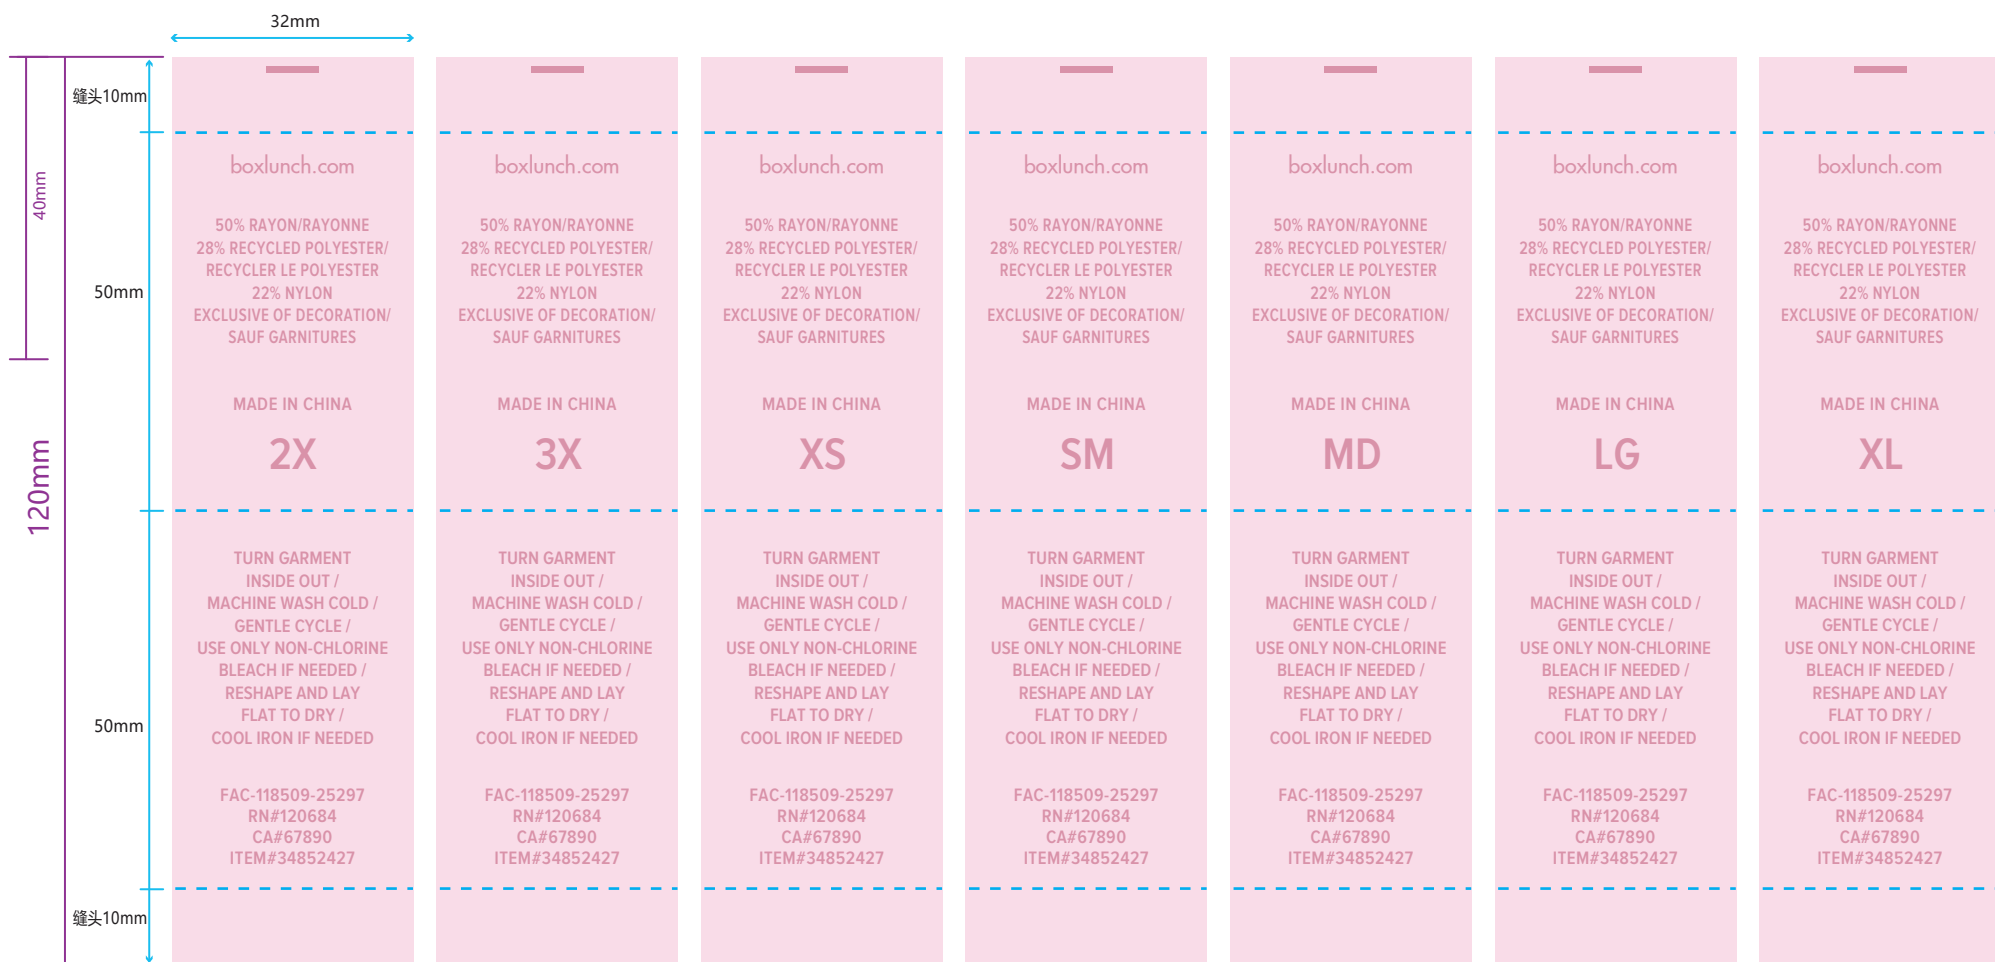 32mm
缝头10mm
40mm
50mm
120mm
50mm
缝头10mm
boxlunch.com
50% RAYON/RAYONNE
28% RECYCLED POLYESTER/
RECYCLER LE POLYESTER
22% NYLON
EXCLUSIVE OF DECORATION/
SAUF GARNITURES
MADE IN CHINA
2X
TURN GARMENT
INSIDE OUT /
MACHINE WASH COLD /
GENTLE CYCLE /
USE ONLY NON-CHLORINE
BLEACH IF NEEDED /
RESHAPE AND LAY
FLAT TO DRY /
COOL IRON IF NEEDED
FAC-118509-25297
RN#120684
CA#67890
ITEM#34852427
boxlunch.com
50% RAYON/RAYONNE
28% RECYCLED POLYESTER/
RECYCLER LE POLYESTER
22% NYLON
EXCLUSIVE OF DECORATION/
SAUF GARNITURES
MADE IN CHINA
3X
TURN GARMENT
INSIDE OUT /
MACHINE WASH COLD /
GENTLE CYCLE /
USE ONLY NON-CHLORINE
BLEACH IF NEEDED /
RESHAPE AND LAY
FLAT TO DRY /
COOL IRON IF NEEDED
FAC-118509-25297
RN#120684
CA#67890
ITEM#34852427
boxlunch.com
50% RAYON/RAYONNE
28% RECYCLED POLYESTER/
RECYCLER LE POLYESTER
22% NYLON
EXCLUSIVE OF DECORATION/
SAUF GARNITURES
MADE IN CHINA
XS
TURN GARMENT
INSIDE OUT /
MACHINE WASH COLD /
GENTLE CYCLE /
USE ONLY NON-CHLORINE
BLEACH IF NEEDED /
RESHAPE AND LAY
FLAT TO DRY /
COOL IRON IF NEEDED
FAC-118509-25297
RN#120684
CA#67890
ITEM#34852427
boxlunch.com
50% RAYON/RAYONNE
28% RECYCLED POLYESTER/
RECYCLER LE POLYESTER
22% NYLON
EXCLUSIVE OF DECORATION/
SAUF GARNITURES
MADE IN CHINA
SM
TURN GARMENT
INSIDE OUT /
MACHINE WASH COLD /
GENTLE CYCLE /
USE ONLY NON-CHLORINE
BLEACH IF NEEDED /
RESHAPE AND LAY
FLAT TO DRY /
COOL IRON IF NEEDED
FAC-118509-25297
RN#120684
CA#67890
ITEM#34852427
boxlunch.com
50% RAYON/RAYONNE
28% RECYCLED POLYESTER/
RECYCLER LE POLYESTER
22% NYLON
EXCLUSIVE OF DECORATION/
SAUF GARNITURES
MADE IN CHINA
MD
TURN GARMENT
INSIDE OUT /
MACHINE WASH COLD /
GENTLE CYCLE /
USE ONLY NON-CHLORINE
BLEACH IF NEEDED /
RESHAPE AND LAY
FLAT TO DRY /
COOL IRON IF NEEDED
FAC-118509-25297
RN#120684
CA#67890
ITEM#34852427
boxlunch.com
50% RAYON/RAYONNE
28% RECYCLED POLYESTER/
RECYCLER LE POLYESTER
22% NYLON
EXCLUSIVE OF DECORATION/
SAUF GARNITURES
MADE IN CHINA
LG
TURN GARMENT
INSIDE OUT /
MACHINE WASH COLD /
GENTLE CYCLE /
USE ONLY NON-CHLORINE
BLEACH IF NEEDED /
RESHAPE AND LAY
FLAT TO DRY /
COOL IRON IF NEEDED
FAC-118509-25297
RN#120684
CA#67890
ITEM#34852427
boxlunch.com
50% RAYON/RAYONNE
28% RECYCLED POLYESTER/
RECYCLER LE POLYESTER
22% NYLON
EXCLUSIVE OF DECORATION/
SAUF GARNITURES
MADE IN CHINA
XL
TURN GARMENT
INSIDE OUT /
MACHINE WASH COLD /
GENTLE CYCLE /
USE ONLY NON-CHLORINE
BLEACH IF NEEDED /
RESHAPE AND LAY
FLAT TO DRY /
COOL IRON IF NEEDED
FAC-118509-25297
RN#120684
CA#67890
ITEM#34852427